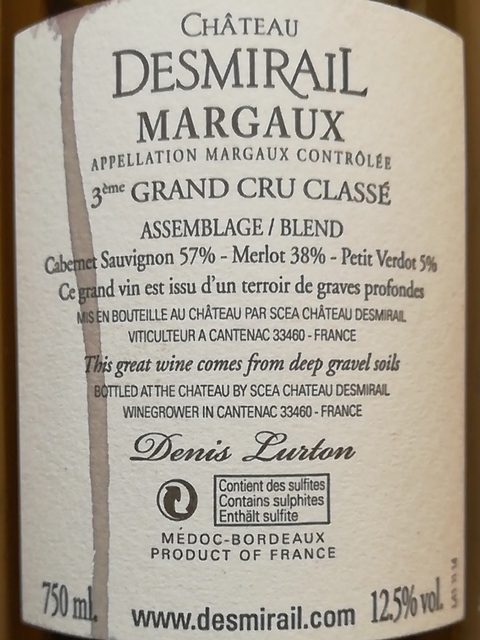 CHÂTEAU
DESMIRAIL
MARGAUX
APPELLATION MARGAUX CONTRÔLÉE
3ème GRAND CRU CLASSÉ
ASSEMBLAGE / BLEND
Cabernet Sauvignon 57% - Merlot 38% - Petit Verdot 5%
Ce grand vin est issu d'un terroir de graves profondes
MIS EN BOUTEILLE AU CHÂTEAU PAR SCEA CHÂTEAU DESMIRAIL
VITICULTEUR A CANTENAC 33460 - FRANCE
This great wine comes from deep gravel soils
BOTTLED AT THE CHATEAU BY SCEA CHATEAU DESMIRAIL
WINEGROWER IN CANTENAC 33460 - FRANCE
Denis Lurton
Contient des sulfites
Contains sulphites
Enthält sulfite
MÉDOC-BORDEAUX
PRODUCT OF FRANCE
750 ml.
www.desmirail.com
12.5% vol.